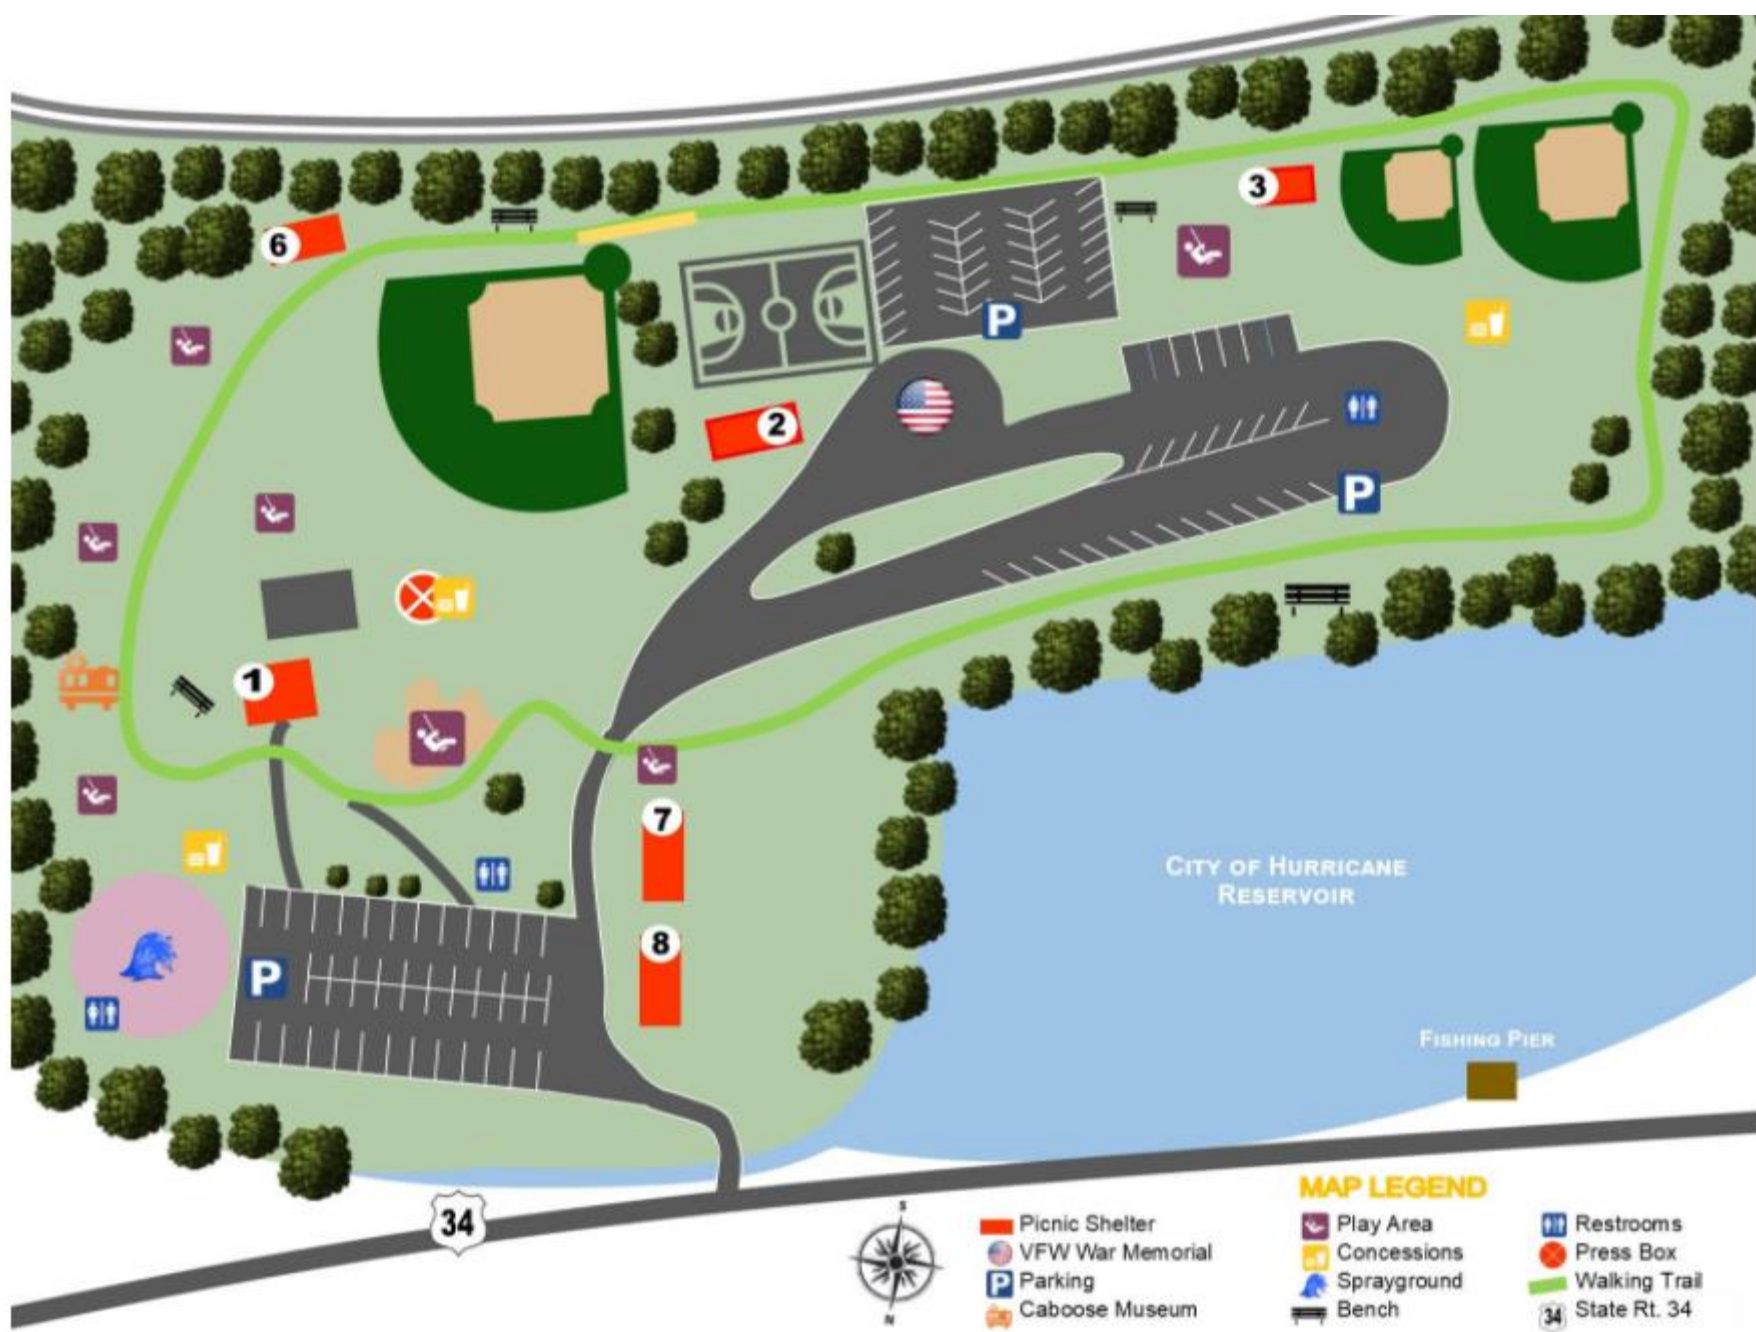 3
6
P
2
P
1
7
CITY OF HURRICANE
RESERVOIR
8
P
FISHING PIER
34
MAP LEGEND
S
N
Picnic Shelter
VFW War Memorial
P Parking
Caboose Museum
Play Area
Concessions
Sprayground
Bench
Restrooms
Press Box
Walking Trail
34 State Rt. 34